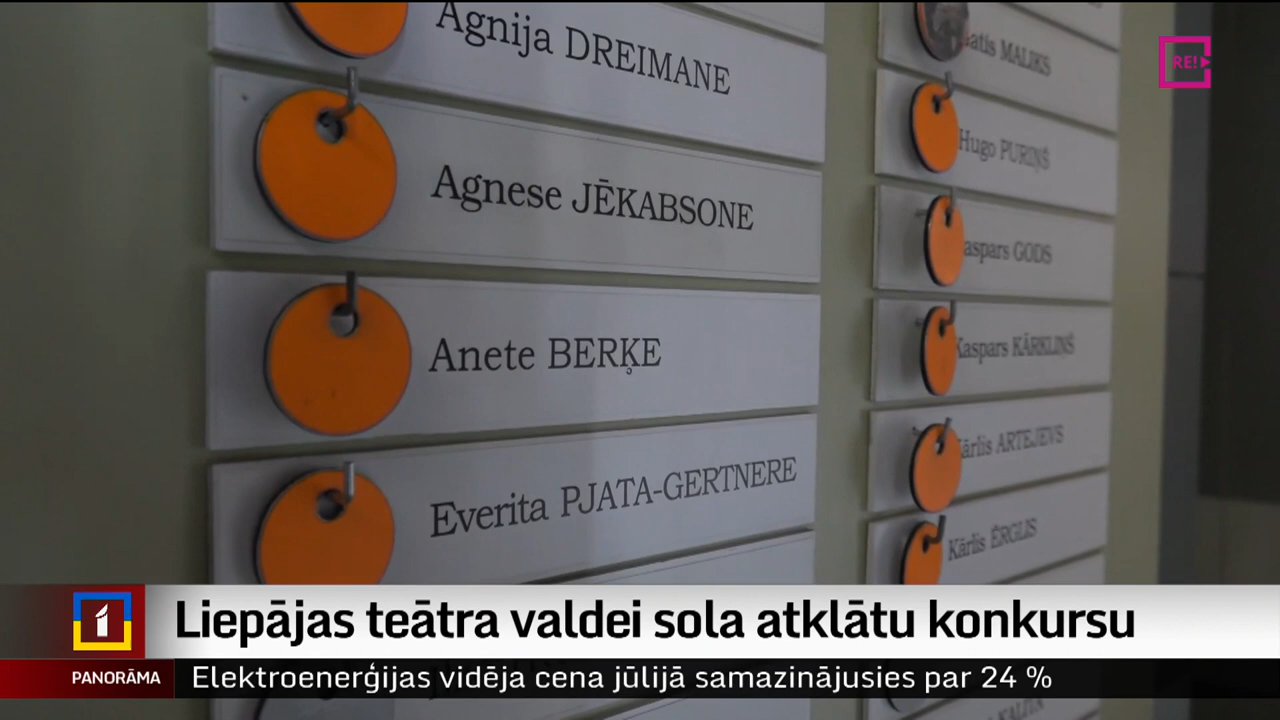 Agnija DREIMANE
Agnese JĒKABSONE
Anete BERĶE
Everita PJATA-GERTNERE
MALIKS
Hugo PURIŅŠ
GODS
Kaspars KĀRKLIŅŠ
ARTEJEVS
Kārlis ĒRGLIS
RE!
1
Liepājas teātra valdei sola atklātu konkursu
PANORĀMA
Elektroenerģijas vidēja cena jūlijā samazinājusies par 24 %